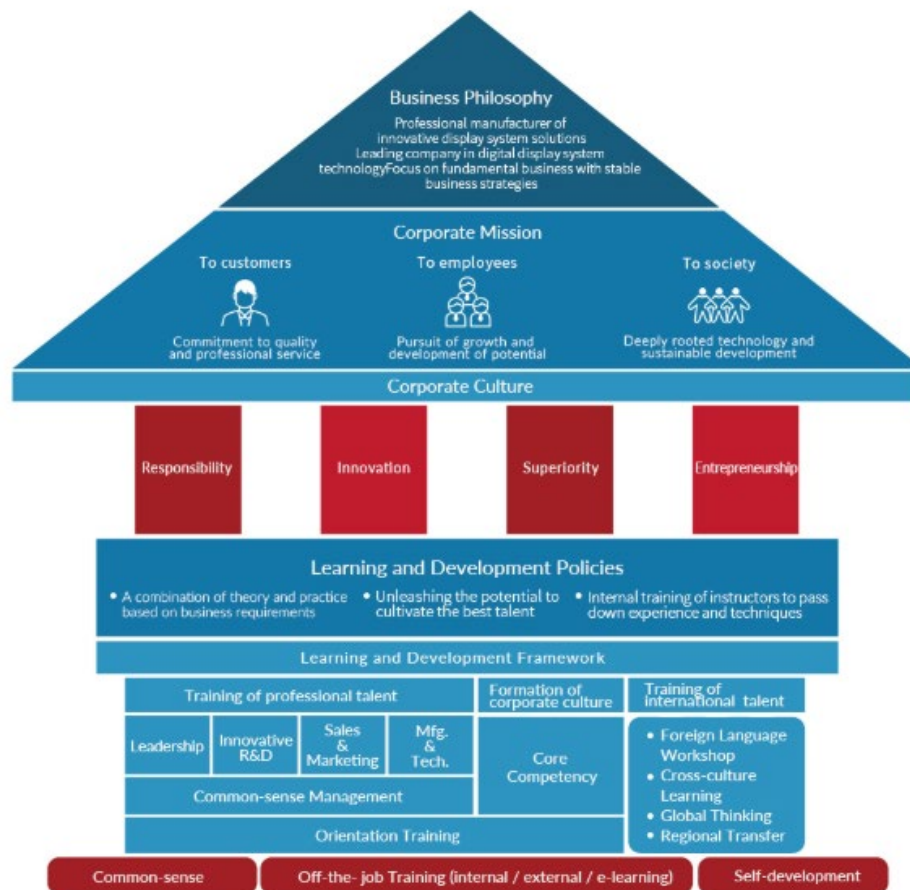 Business Philosophy
Professional manufacturer of
innovative display system solutions
Leading company in digital display system
technologyFocus on fundamental business with stable
business strategies
Corporate Mission
To customers
Commitment to quality
and professional service
To employees
Pursuit of growth and
development of potential
To society
Deeply rooted technology and
sustainable development
Corporate Culture
Responsibility
Innovation
Superiority
Entrepreneurship
Learning and Development Policies
• A combination of theory and practice
based on business requirements
• Unleashing the potential to
cultivate the best talent
• Internal training of instructors to pass
down experience and techniques
Learning and Development Framework
Training of professional talent
Formation of
corporate culture
Training of
international talent
Leadership
Innovative
R&D
Sales
&
Marketing
Mfg.
&
Tech.
Core
Competency
• Foreign Language
Workshop
• Cross-culture
Learning
• Global Thinking
• Regional Transfer
Common-sense Management
Orientation Training
Common-sense
Off-the- job Training (internal / external / e-learning)
Self-development